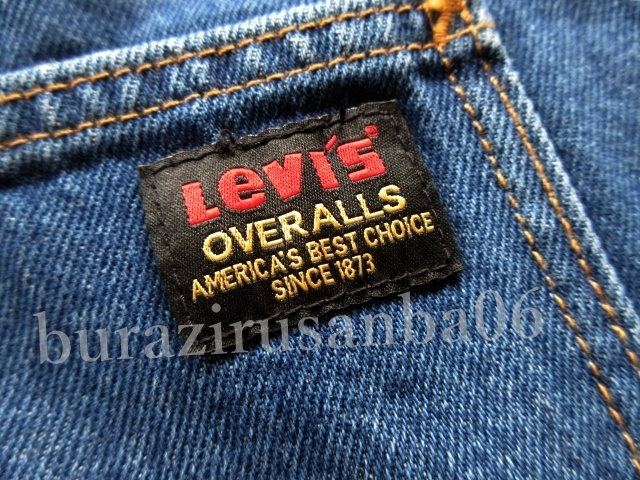 Levi's
OVERALLS
AMERICA'S BEST CHOICE
SINCE 1873
burazirusanba06